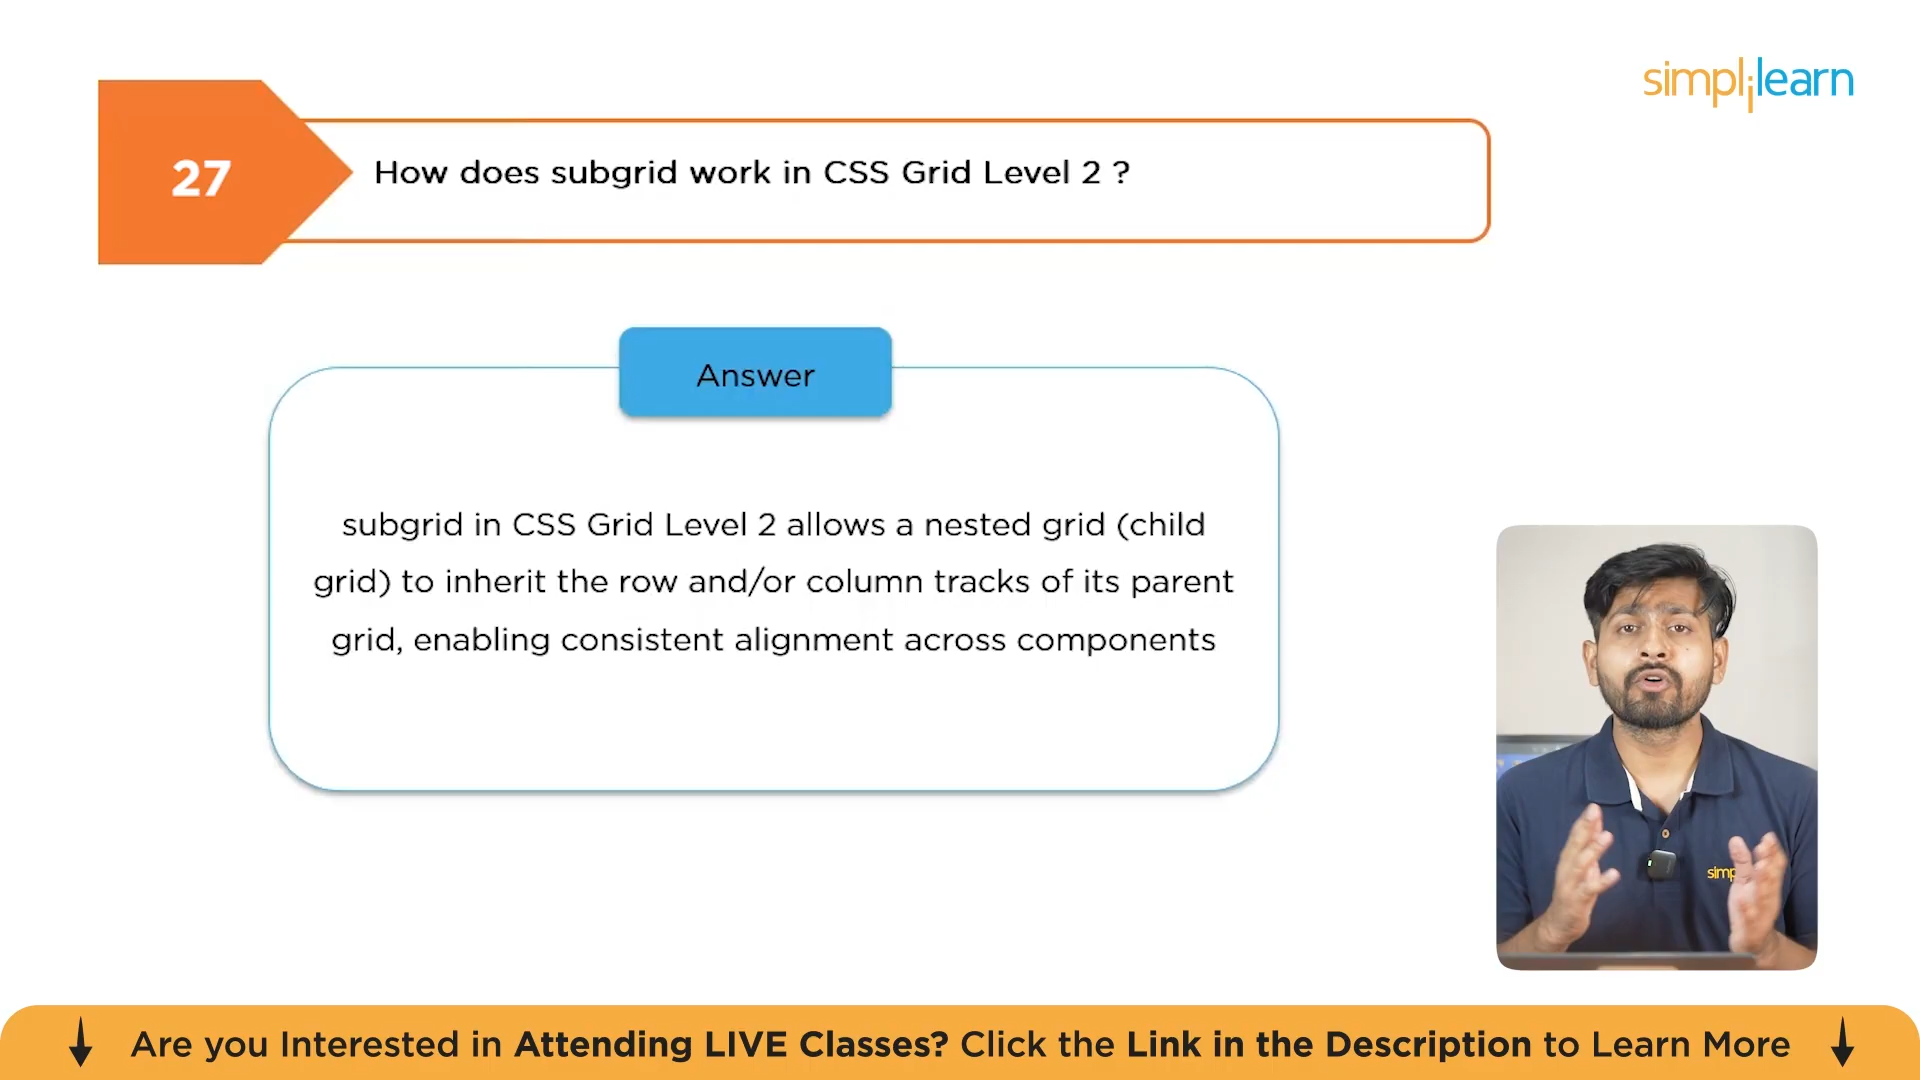 simplilearn
27
How does subgrid work in CSS Grid Level 2 ?
Answer
subgrid in CSS Grid Level 2 allows a nested grid (child
grid) to inherit the row and/or column tracks of its parent
grid, enabling consistent alignment across components
simp
Are you Interested in Attending LIVE Classes? Click the Link in the Description to Learn More